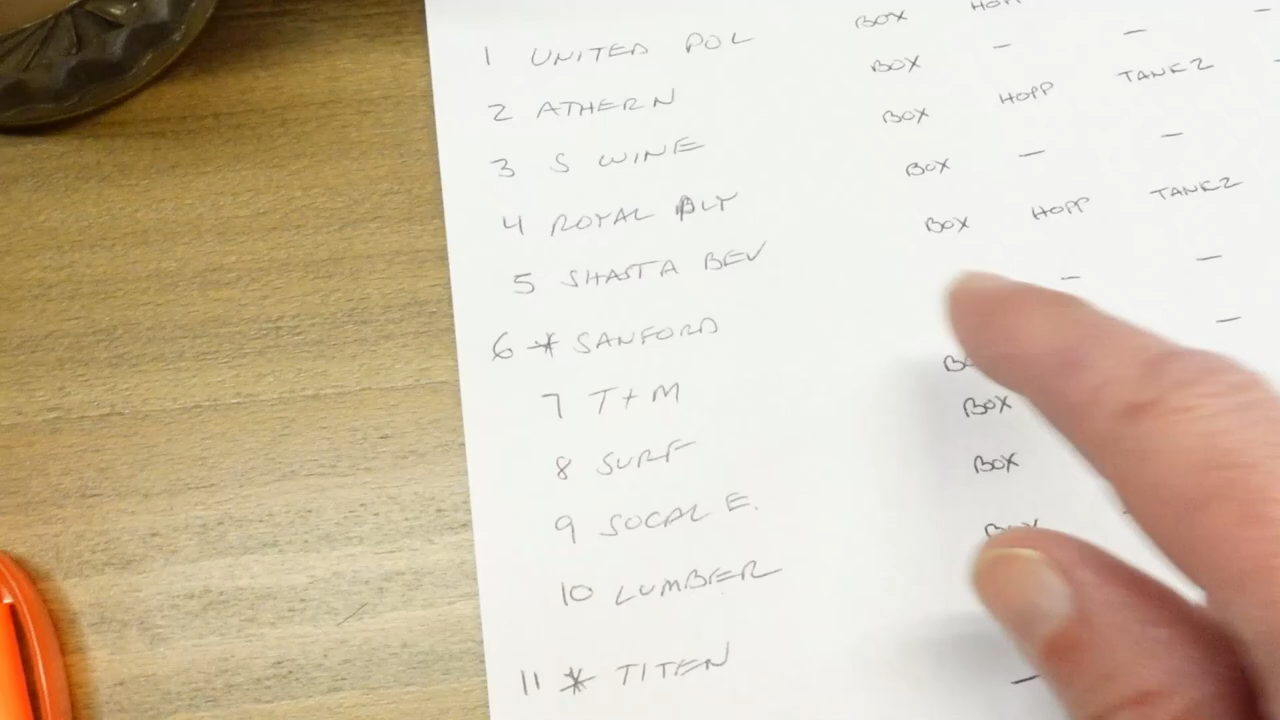 1 UNITED POL BOX HOPP
2 ATHERN BOX — — —
3 S WINE BOX HOPP TANK2 —
4 ROYAL PLY BOX — —
5 SHASTA BEV BOX HOPP TANK2
6 * SANFORD — —
7 T+M —
8 SURF BOX
9 SOCAL E. BOX
10 LUMBER BOX
11 * TITEN —